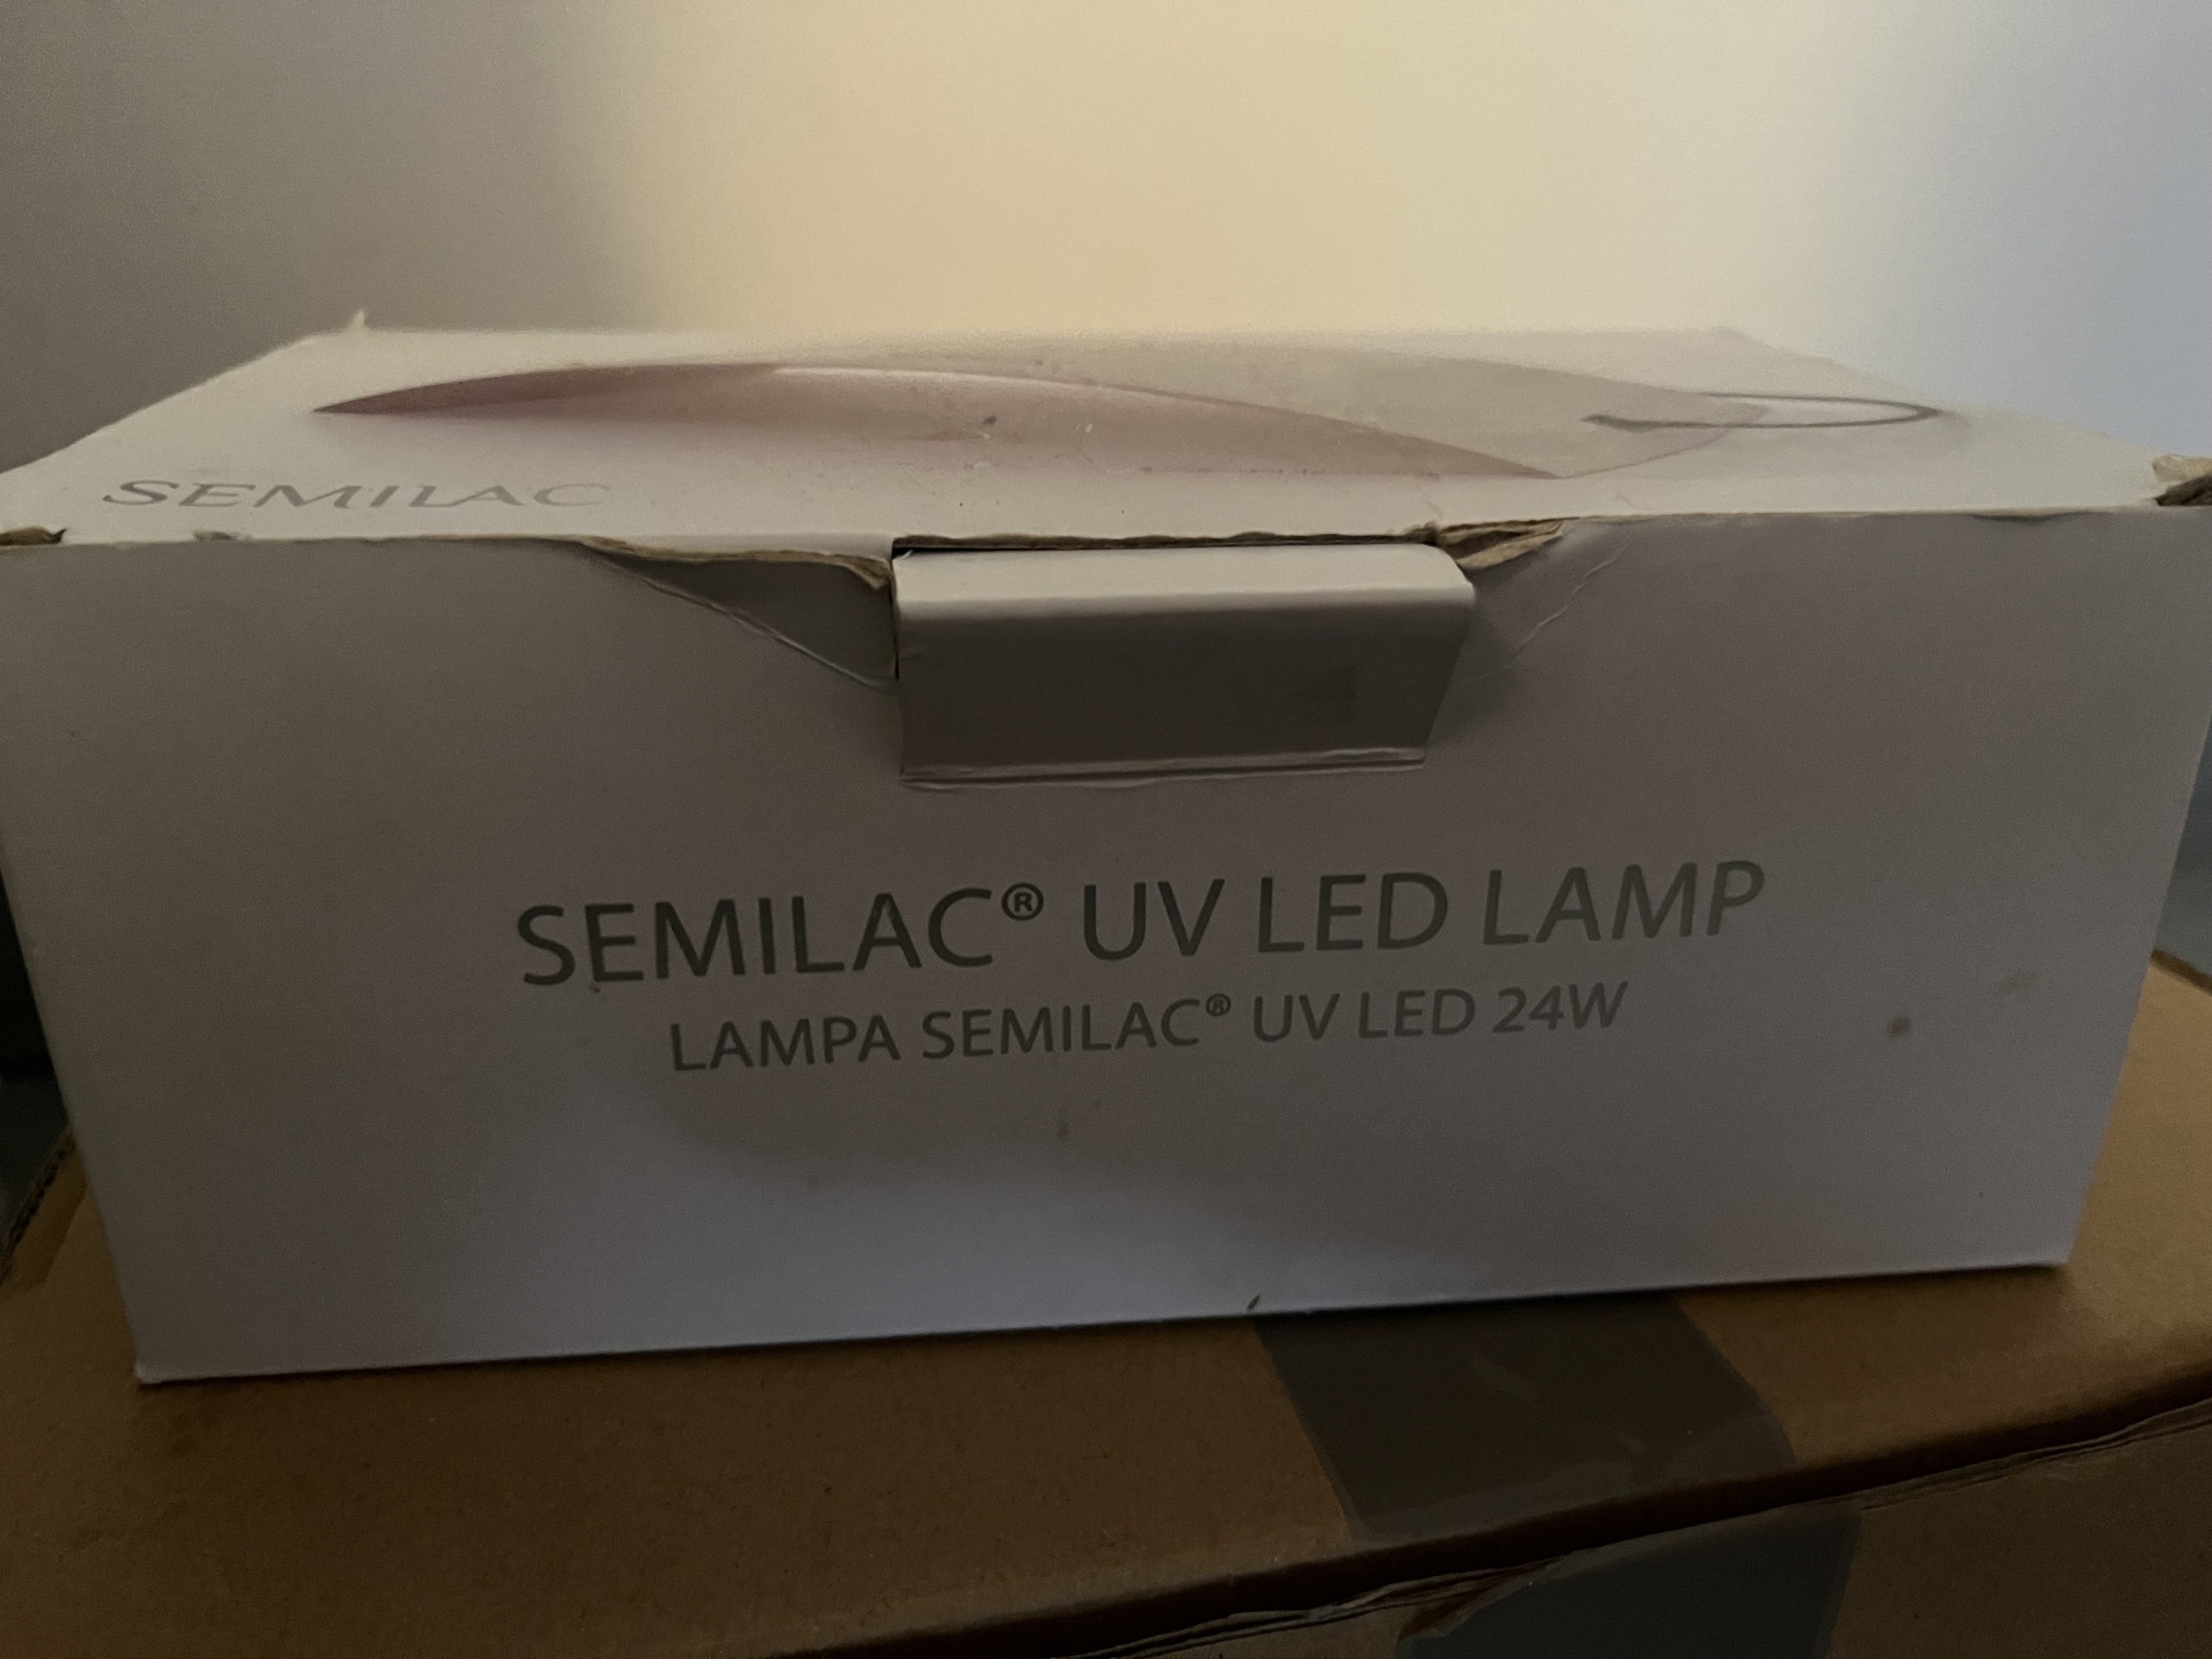 SEMILAC
SEMILAC® UV LED LAMP
LAMPA SEMILAC® UV LED 24W